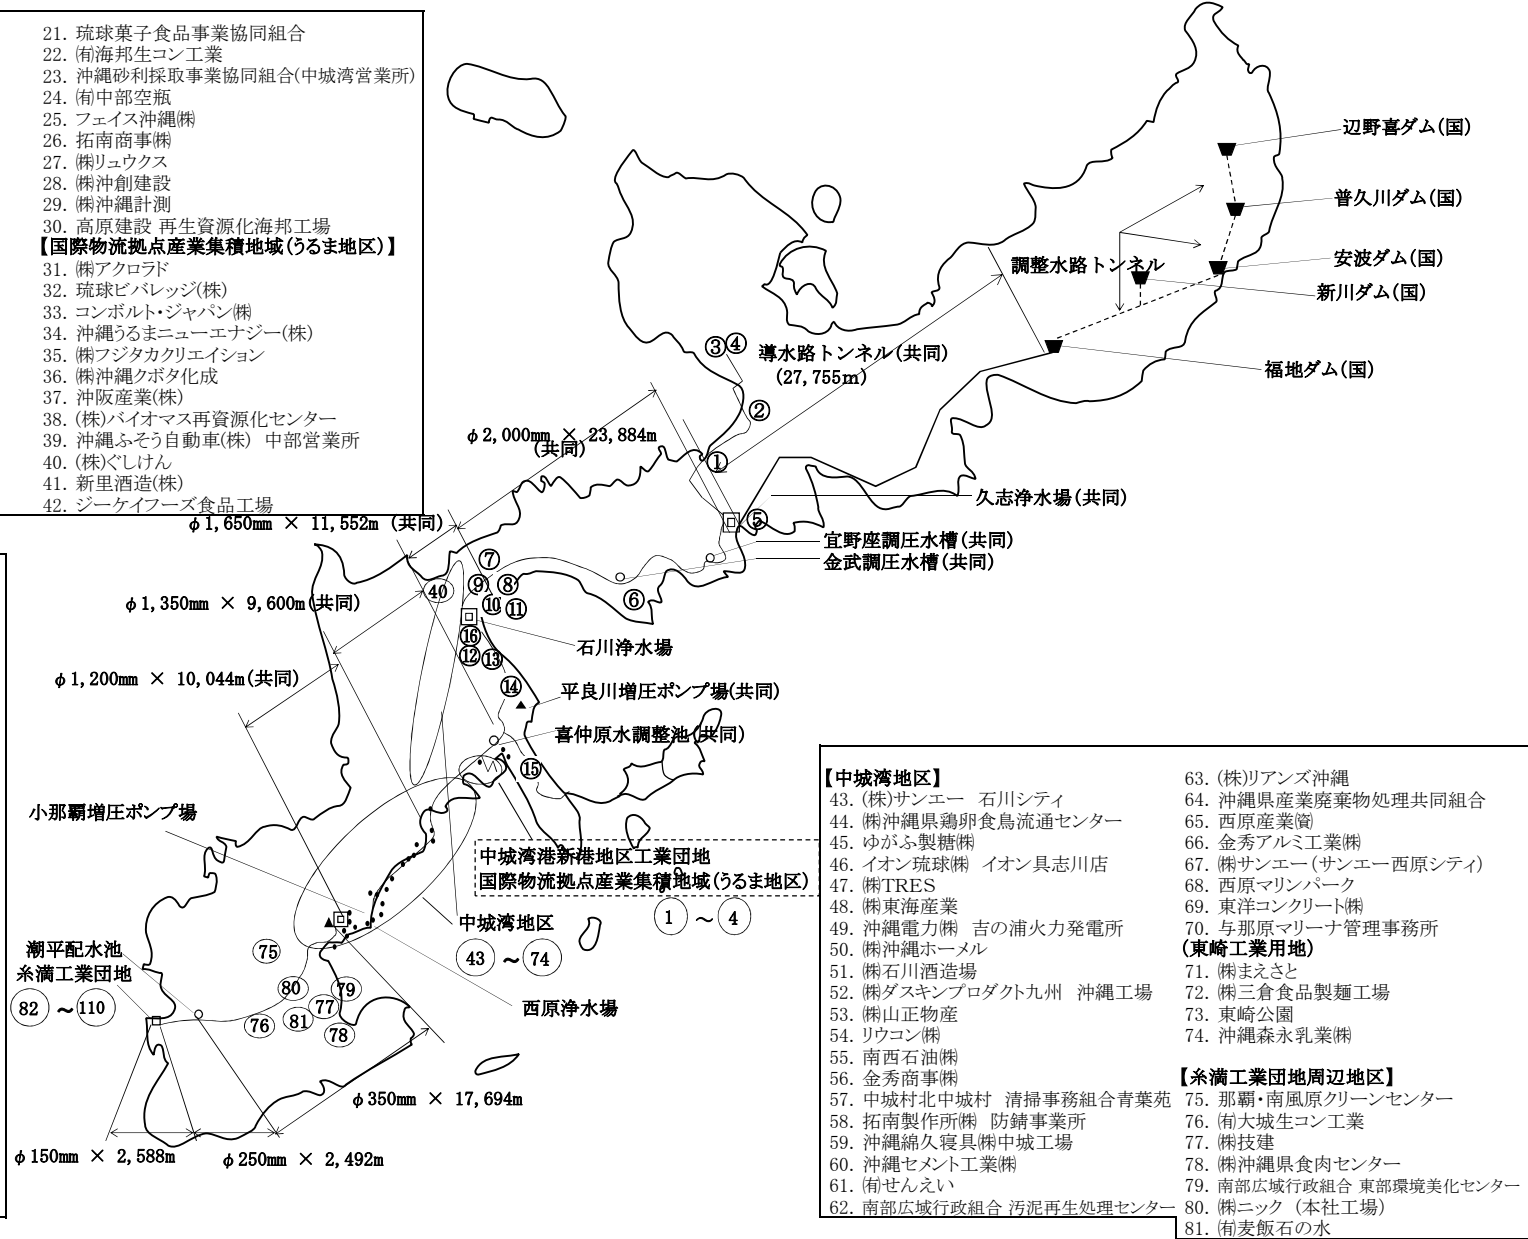 21. 琉球菓子食品事業協同組合
22. ㈲海邦生コン工業
23. 沖縄砂利採取事業協同組合(中城湾営業所)
24. ㈲中部空瓶
25. フェイス沖縄㈱
26. 拓南商事㈱
27. ㈱リュウクス
28. ㈱沖創建設
29. ㈱沖縄計測
30. 高原建設 再生資源化海邦工場
【国際物流拠点産業集積地域(うるま地区)】
31. ㈱アクロラド
32. 琉球ビバレッジ(株)
33. コンボルト・ジャパン㈱
34. 沖縄うるまニューエナジー(株)
35. ㈱フジタカクリエイション
36. ㈱沖縄クボタ化成
37. 沖阪産業(株)
38. (株)バイオマス再資源化センター
39. 沖縄ふそう自動車(株) 中部営業所
40. (株)ぐしけん
41. 新里酒造(株)
42. ジーケイフーズ食品工場
辺野喜ダム(国)
普久川ダム(国)
安波ダム(国)
新川ダム(国)
福地ダム(国)
調整水路トンネル
導水路トンネル(共同)
(27,755m)
③④
②
①
φ2,000mm × 23,884m
(共同)
φ1,650mm × 11,552m (共同)
φ1,350mm × 9,600m(共同)
φ1,200mm × 10,044m(共同)
久志浄水場(共同)
⑤
宜野座調圧水槽(共同)
金武調圧水槽(共同)
⑥
⑦
⑨ ⑧
⑩ ⑪
㊵
⑯
⑫ ⑬
⑭
⑮
石川浄水場
平良川増圧ポンプ場(共同)
喜仲原水調整池(共同)
小那覇増圧ポンプ場
中城湾港新港地区工業団地
国際物流拠点産業集積地域(うるま地区)
1 ～ 4
中城湾地区
43 ～ 74
西原浄水場
潮平配水池
糸満工業団地
82 ～ 110
75
80 79
77
76 81
78
φ350mm × 17,694m
φ150mm × 2,588m
φ250mm × 2,492m
【中城湾地区】
43. (株)サンエー 石川シティ
44. ㈱沖縄県鶏卵食鳥流通センター
45. ゆがふ製糖㈱
46. イオン琉球㈱ イオン具志川店
47. ㈱TRES
48. ㈱東海産業
49. 沖縄電力㈱ 吉の浦火力発電所
50. ㈱沖縄ホーメル
51. ㈱石川酒造場
52. ㈱ダスキンプロダクト九州 沖縄工場
53. ㈱山正物産
54. リウコン㈱
55. 南西石油㈱
56. 金秀商事㈱
57. 中城村北中城村 清掃事務組合青葉苑
58. 拓南製作所㈱ 防錆事業所
59. 沖縄綿久寝具㈱中城工場
60. 沖縄セメント工業㈱
61. ㈲せんえい
62. 南部広域行政組合 汚泥再生処理センター
63. (株)リアンズ沖縄
64. 沖縄県産業廃棄物処理共同組合
65. 西原産業㈾
66. 金秀アルミ工業㈱
67. ㈱サンエー(サンエー西原シティ)
68. 西原マリンパーク
69. 東洋コンクリート㈱
70. 与那原マリーナ管理事務所
(東崎工業用地)
71. ㈱まえさと
72. ㈱三倉食品製麺工場
73. 東崎公園
74. 沖縄森永乳業㈱
【糸満工業団地周辺地区】
75. 那覇・南風原クリーンセンター
76. ㈲大城生コン工業
77. ㈱技建
78. ㈱沖縄県食肉センター
79. 南部広域行政組合 東部環境美化センター
80. ㈱ニック (本社工場)
81. ㈲麦飯石の水